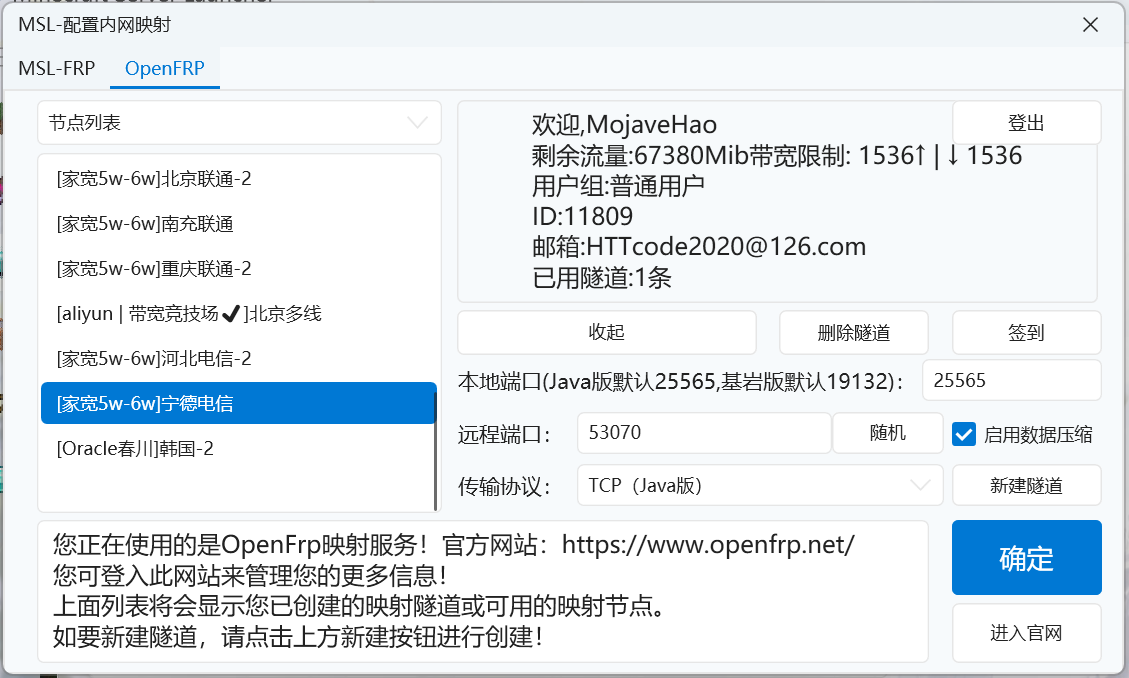 MSL-配置内网映射
MSL-FRP
OpenFRP
节点列表
[家宽5w-6w]北京联通-2
[家宽5w-6w]南充联通
[家宽5w-6w]重庆联通-2
[aliyun | 带宽竞技场✔]北京多线
[家宽5w-6w]河北电信-2
[家宽5w-6w]宁德电信
[Oracle春川]韩国-2
欢迎,MojaveHao
登出
剩余流量:67380Mib带宽限制: 1536↑ | ↓ 1536
用户组:普通用户
ID:11809
邮箱:HTTcode2020@126.com
已用隧道:1条
收起
删除隧道
签到
本地端口(Java版默认25565,基岩版默认19132)：
25565
远程端口：
53070
随机
启用数据压缩
传输协议：
TCP（Java版）
新建隧道
您正在使用的是OpenFrp映射服务！官方网站：https://www.openfrp.net/
您可登入此网站来管理您的更多信息！
上面列表将会显示您已创建的映射隧道或可用的映射节点。
如要新建隧道，请点击上方新建按钮进行创建！
确定
进入官网